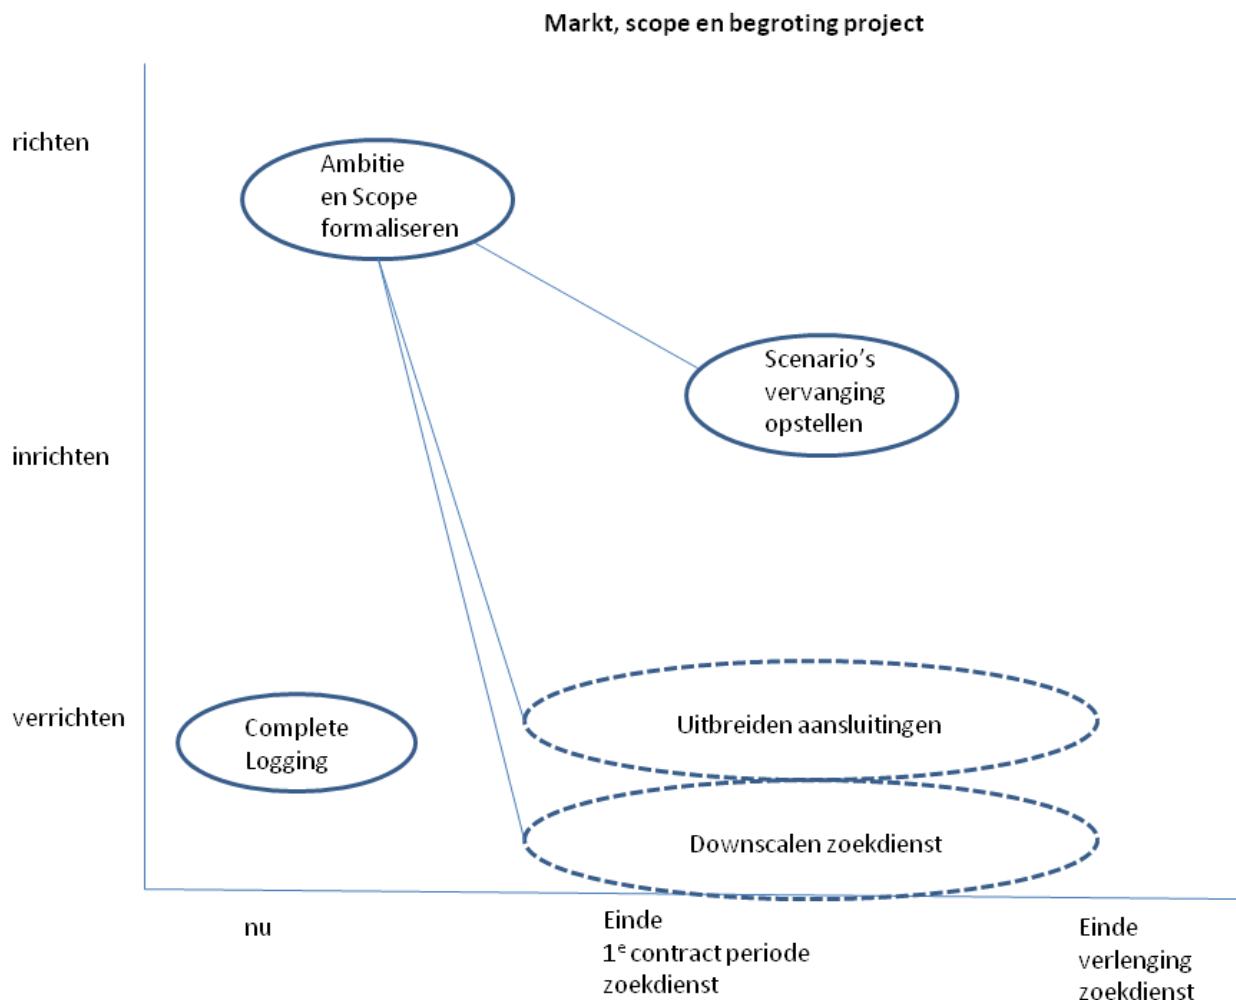 Markt, scope en begroting project
richten
Ambitie
en Scope
formaliseren
Scenario's
vervanging
opstellen
inrichten
verrichten
Complete
Logging
Uitbreiden aansluitingen
Downscalen zoekdienst
nu
Einde
1e contract periode
zoekdienst
Einde
verlenging
zoekdienst